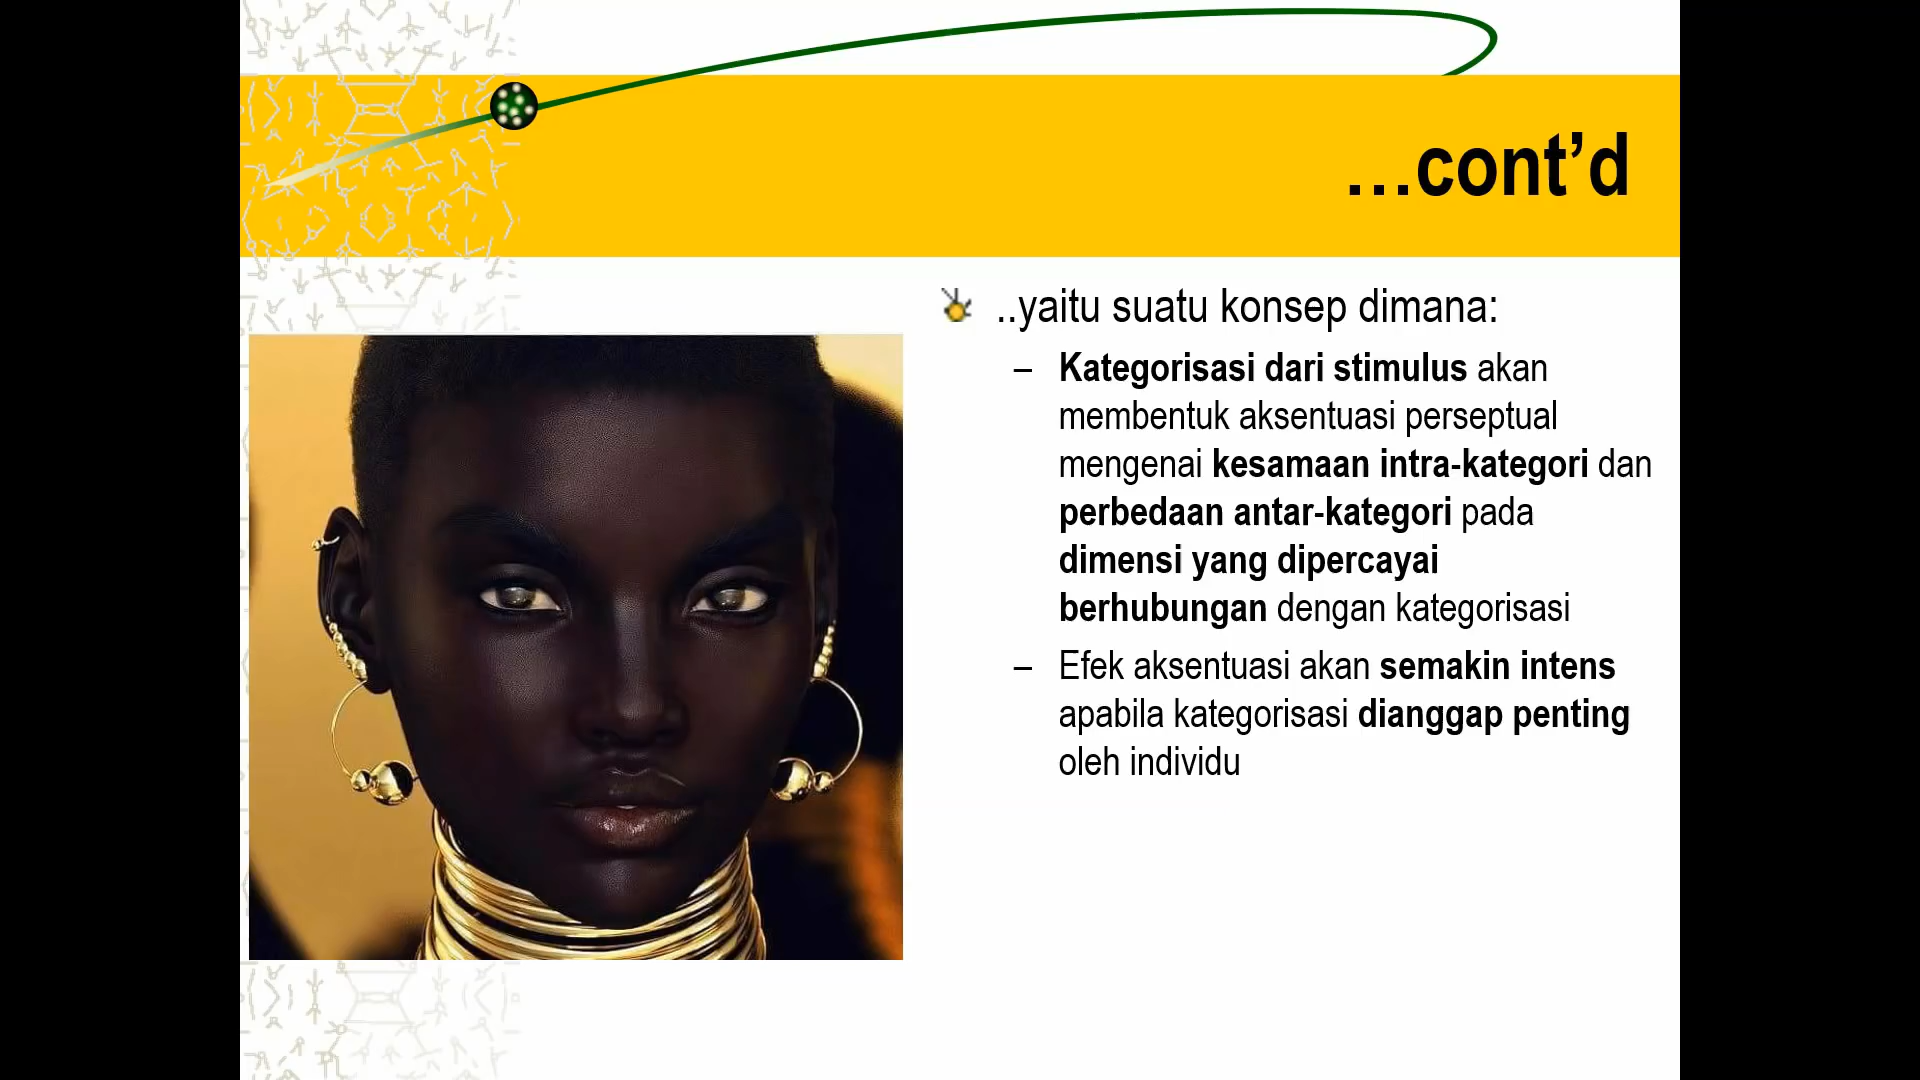 ...cont’d
..yaitu suatu konsep dimana:
– Kategorisasi dari stimulus akan
membentuk aksentuasi perseptual
mengenai kesamaan intra-kategori dan
perbedaan antar-kategori pada
dimensi yang dipercayai
berhubungan dengan kategorisasi
– Efek aksentuasi akan semakin intens
apabila kategorisasi dianggap penting
oleh individu